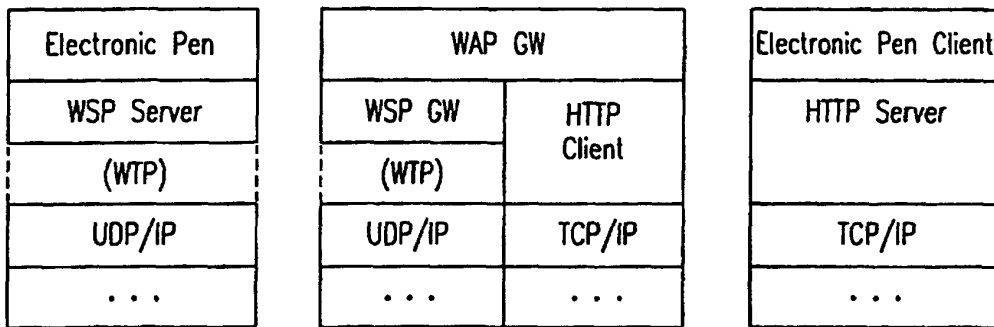 Electronic Pen
WSP Server
(WTP)
UDP/IP
. . .
WAP GW
WSP GW
(WTP)
UDP/IP
. . .
HTTP
Client
TCP/IP
. . .
Electronic Pen Client
HTTP Server
TCP/IP
. . .